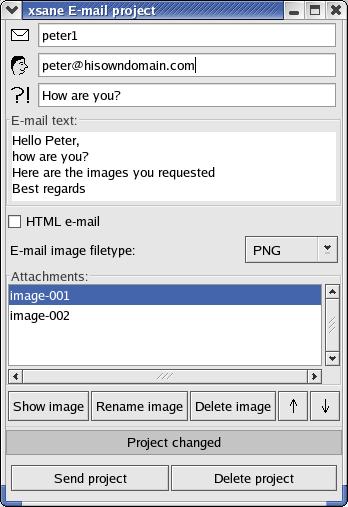 xsane E-mail project
peter1
peter@hisowndomain.com
?!
How are you?
E-mail text:
Hello Peter,
how are you?
Here are the images you requested
Best regards
HTML e-mail
E-mail image filetype:
PNG
Attachments:
image-001
image-002
Show image
Rename image
Delete image
Project changed
Send project
Delete project